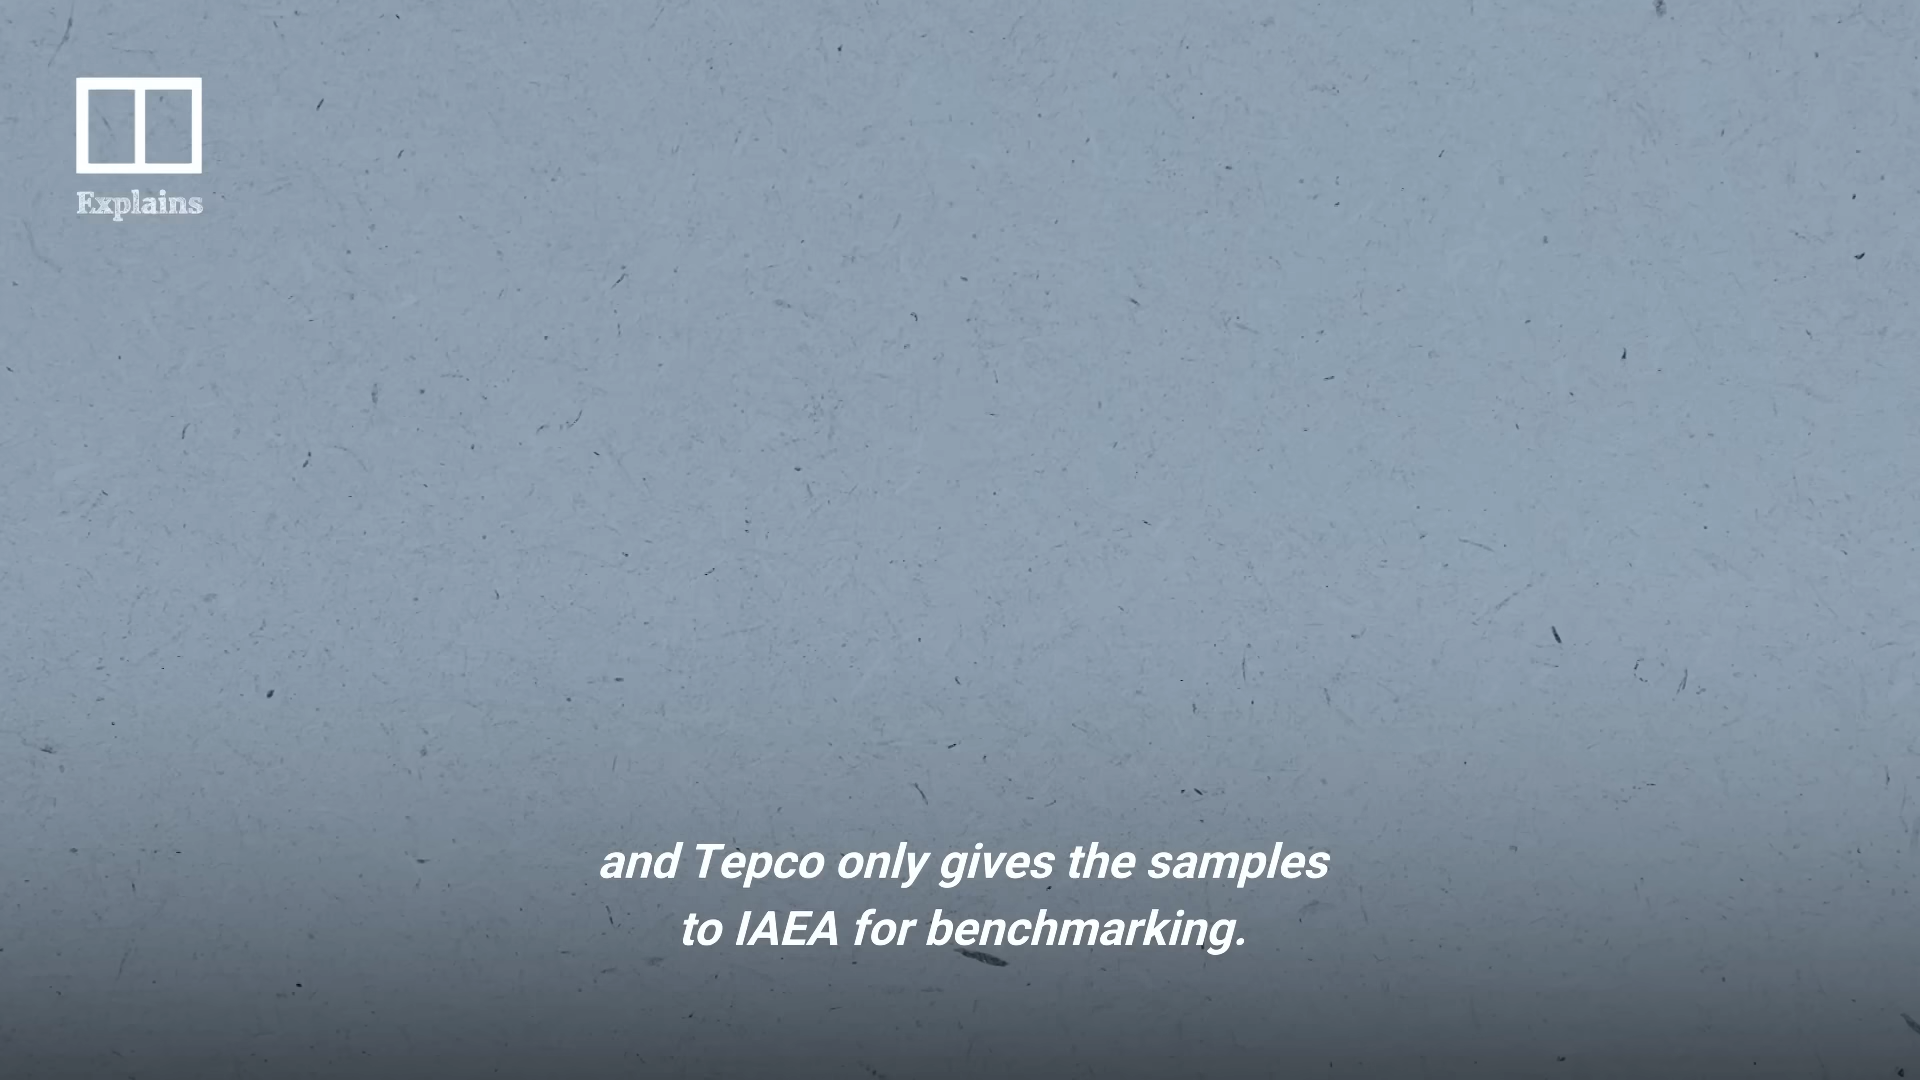 Explains
and Tepco only gives the samples
to IAEA for benchmarking.